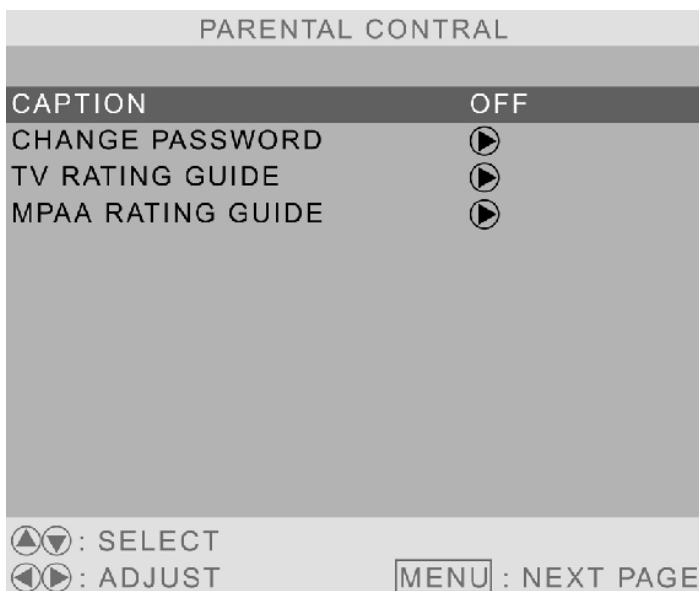 PARENTAL CONTRAL
CAPTION OFF
CHANGE PASSWORD
TV RATING GUIDE
MPAA RATING GUIDE
: SELECT
: ADJUST MENU : NEXT PAGE